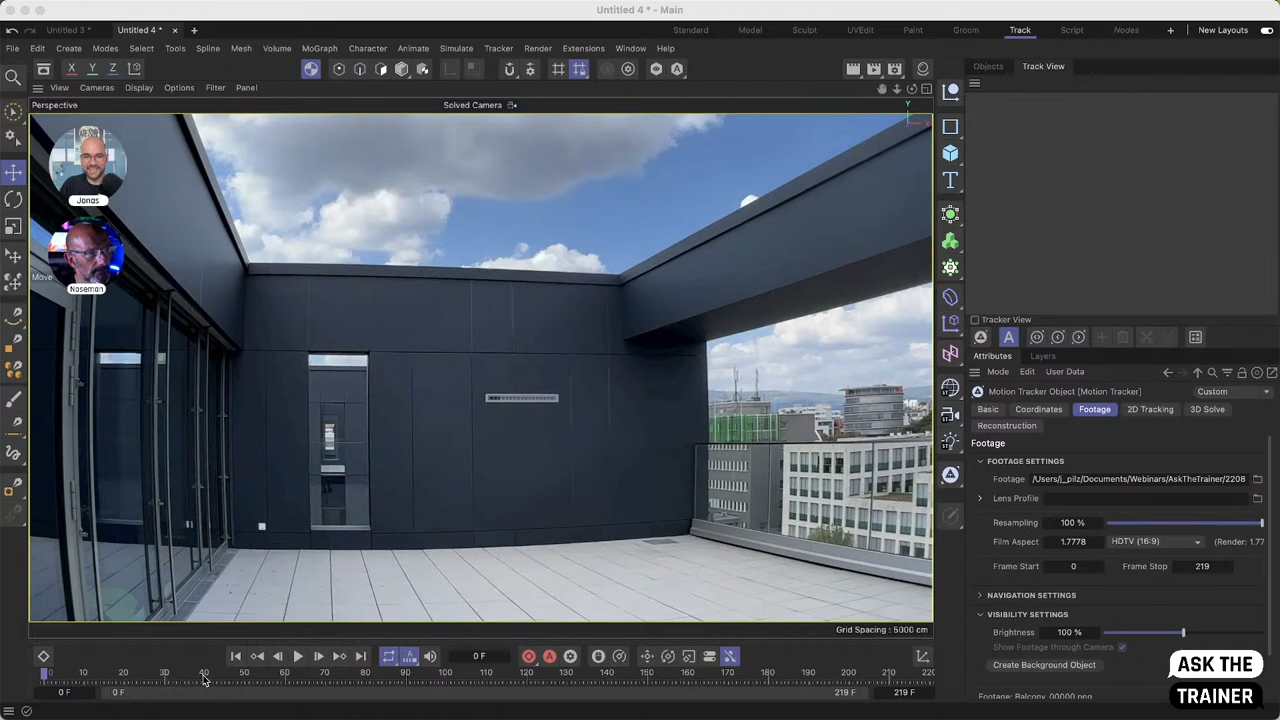 Untitled 4 * - Main
Untitled 3 *
Untitled 4 *
Standard
Model
Sculpt
UVEdit
Paint
Groom
Track
Script
Nodes
New Layouts
File
Edit
Create
Modes
Select
Tools
Spline
Mesh
Volume
MoGraph
Character
Animate
Simulate
Tracker
Render
Extensions
Window
Help
X
Y
Z
View
Cameras
Display
Options
Filter
Panel
Objects
Track View
Perspective
Solved Camera
Y
X
Jonas
Move
Noseman
Tracker View
Attributes
Layers
Mode
Edit
User Data
Motion Tracker Object [Motion Tracker]
Custom
Basic
Coordinates
Footage
2D Tracking
3D Solve
Reconstruction
Footage
FOOTAGE SETTINGS
Footage
/Users/j_pilz/Documents/Webinars/AskTheTrainer/2208
Lens Profile
Resampling
100 %
Film Aspect
1.7778
HDTV (16:9)
(Render: 1.77
Frame Start
0
Frame Stop
219
NAVIGATION SETTINGS
VISIBILITY SETTINGS
Brightness
100 %
Show Footage through Camera
Create Background Object
Footage: Balcony_00000.png
Grid Spacing : 5000 cm
0 F
0
10
20
30
40
50
60
70
80
90
100
110
120
130
140
150
160
170
180
190
200
210
0 F
0 F
219 F
219 F
ASK THE
TRAINER